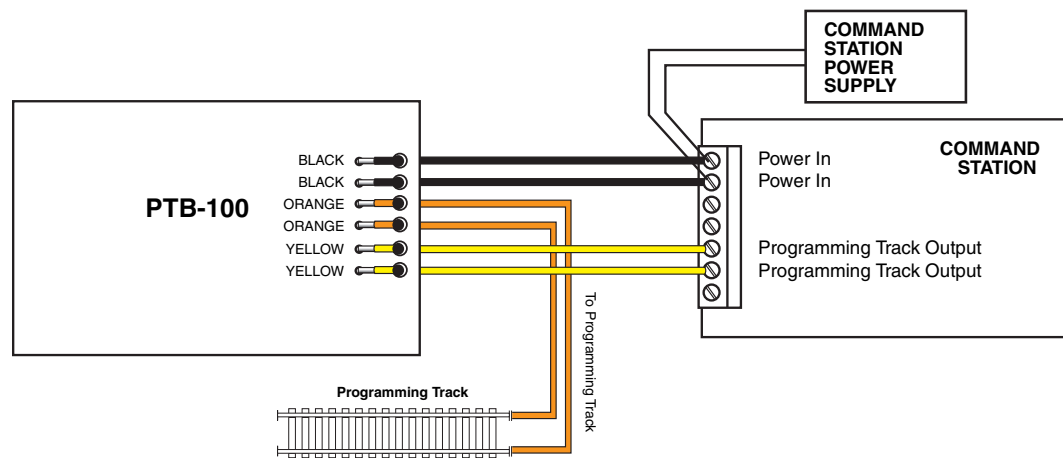 COMMAND
STATION
POWER
SUPPLY
COMMAND
STATION
Power In
Power In
Programming Track Output
Programming Track Output
PTB-100
BLACK
BLACK
ORANGE
ORANGE
YELLOW
YELLOW
To Programming Track
Programming Track